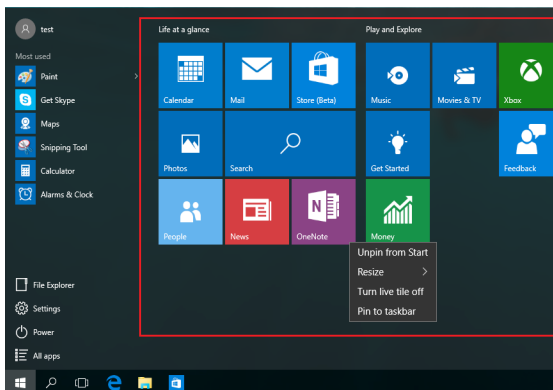 test
Most used
Paint
Get Skype
Maps
Snipping Tool
Calculator
Alarms & Clock
File Explorer
Settings
Power
All apps
Life at a glance
Calendar
Mail
Store (Beta)
Photos
Search
People
News
OneNote
Play and Explore
Music
Movies & TV
Xbox
Get Started
Feedback
Money
Unpin from Start
Resize
Turn live tile off
Pin to taskbar